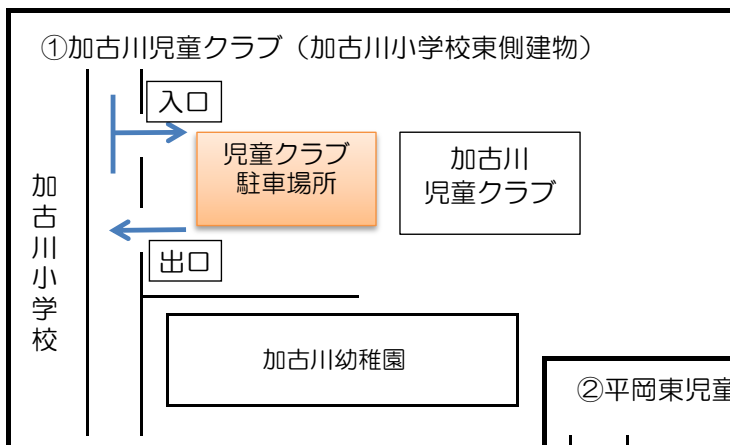 ①加古川児童クラブ（加古川小学校東側建物）
入口
児童クラブ
駐車場所
加古川
児童クラブ
加古川小学校
出口
加古川幼稚園
②平岡東児童